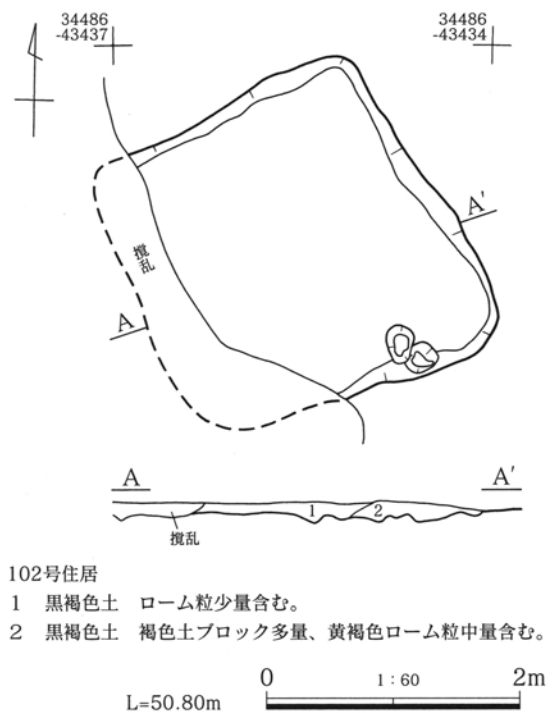 34486
-43437
34486
-43434
A'
撹乱
A
A
A'
1
2
撹乱
102号住居
1 黒褐色土 ローム粒少量含む。
2 黒褐色土 褐色土ブロック多量、黄褐色ローム粒中量含む。
0 1：60 2m
L=50.80m